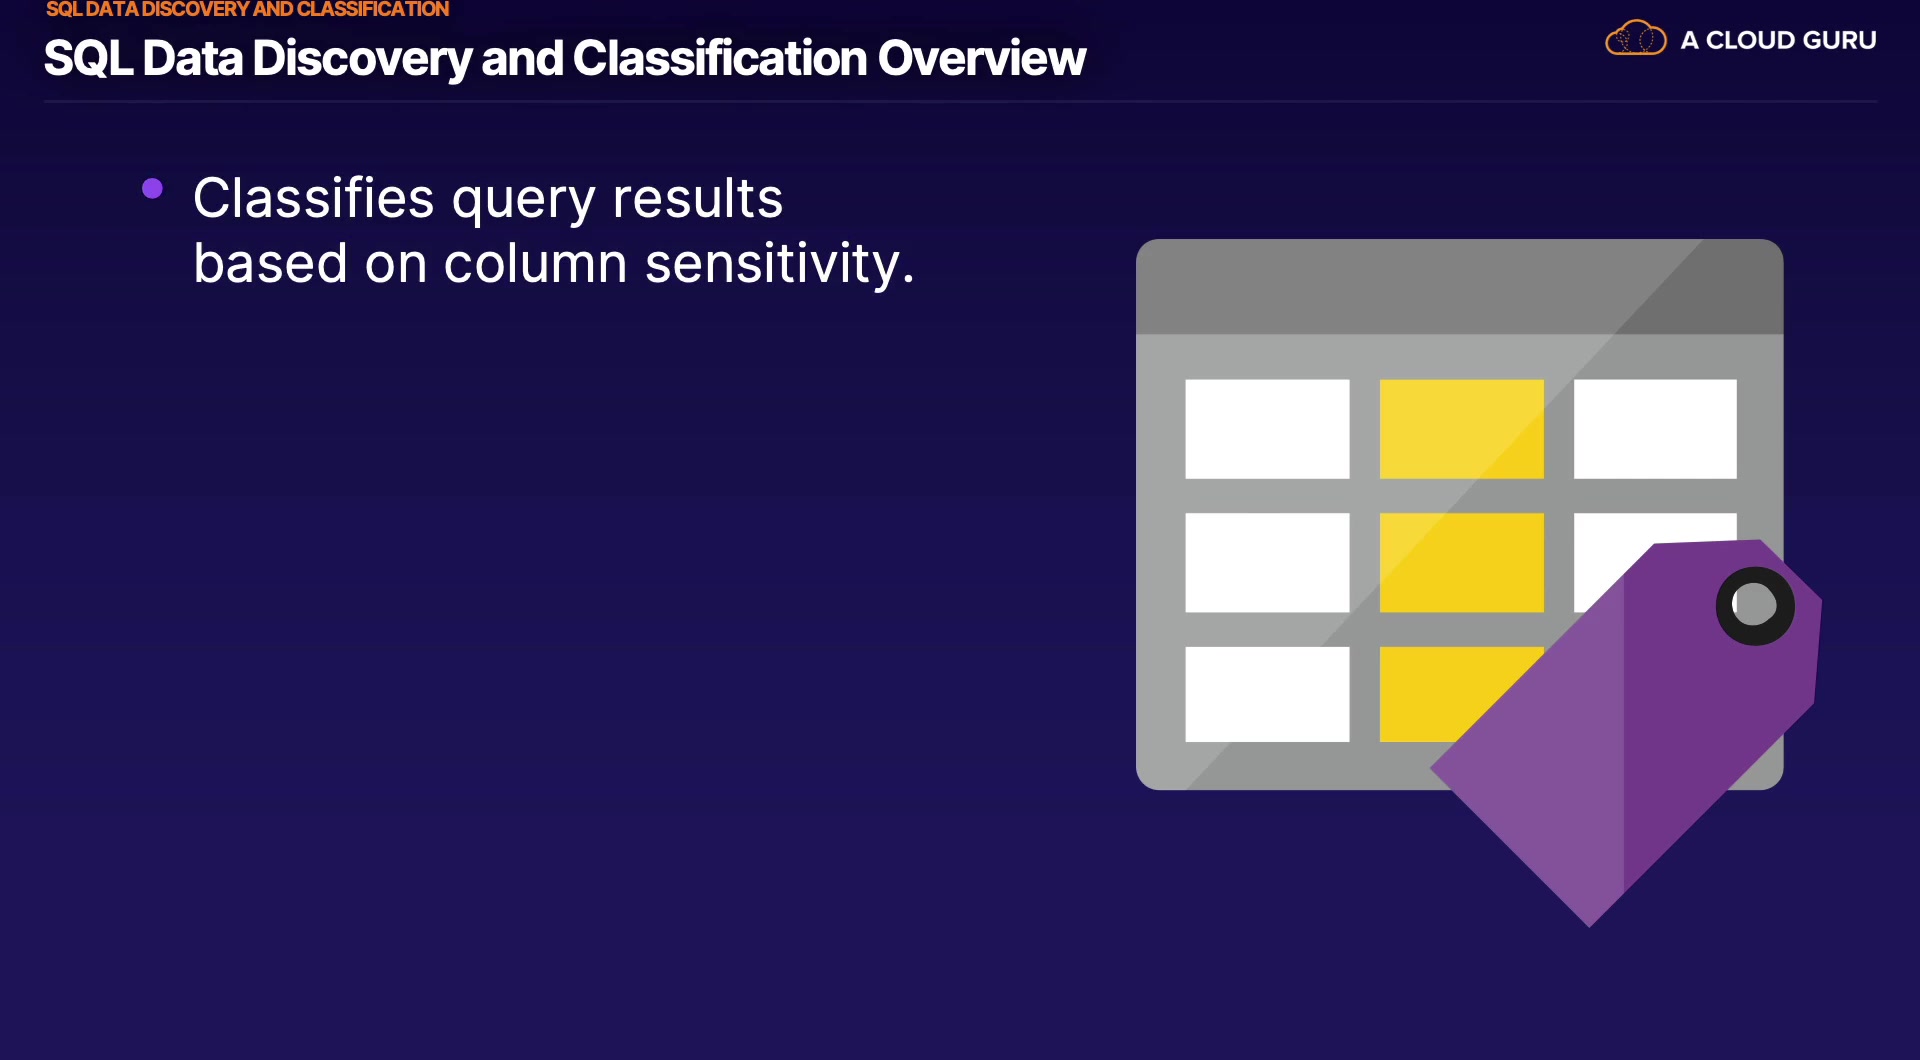 SQL DATA DISCOVERY AND CLASSIFICATION
SQL Data Discovery and Classification Overview
A CLOUD GURU
Classifies query results
based on column sensitivity.